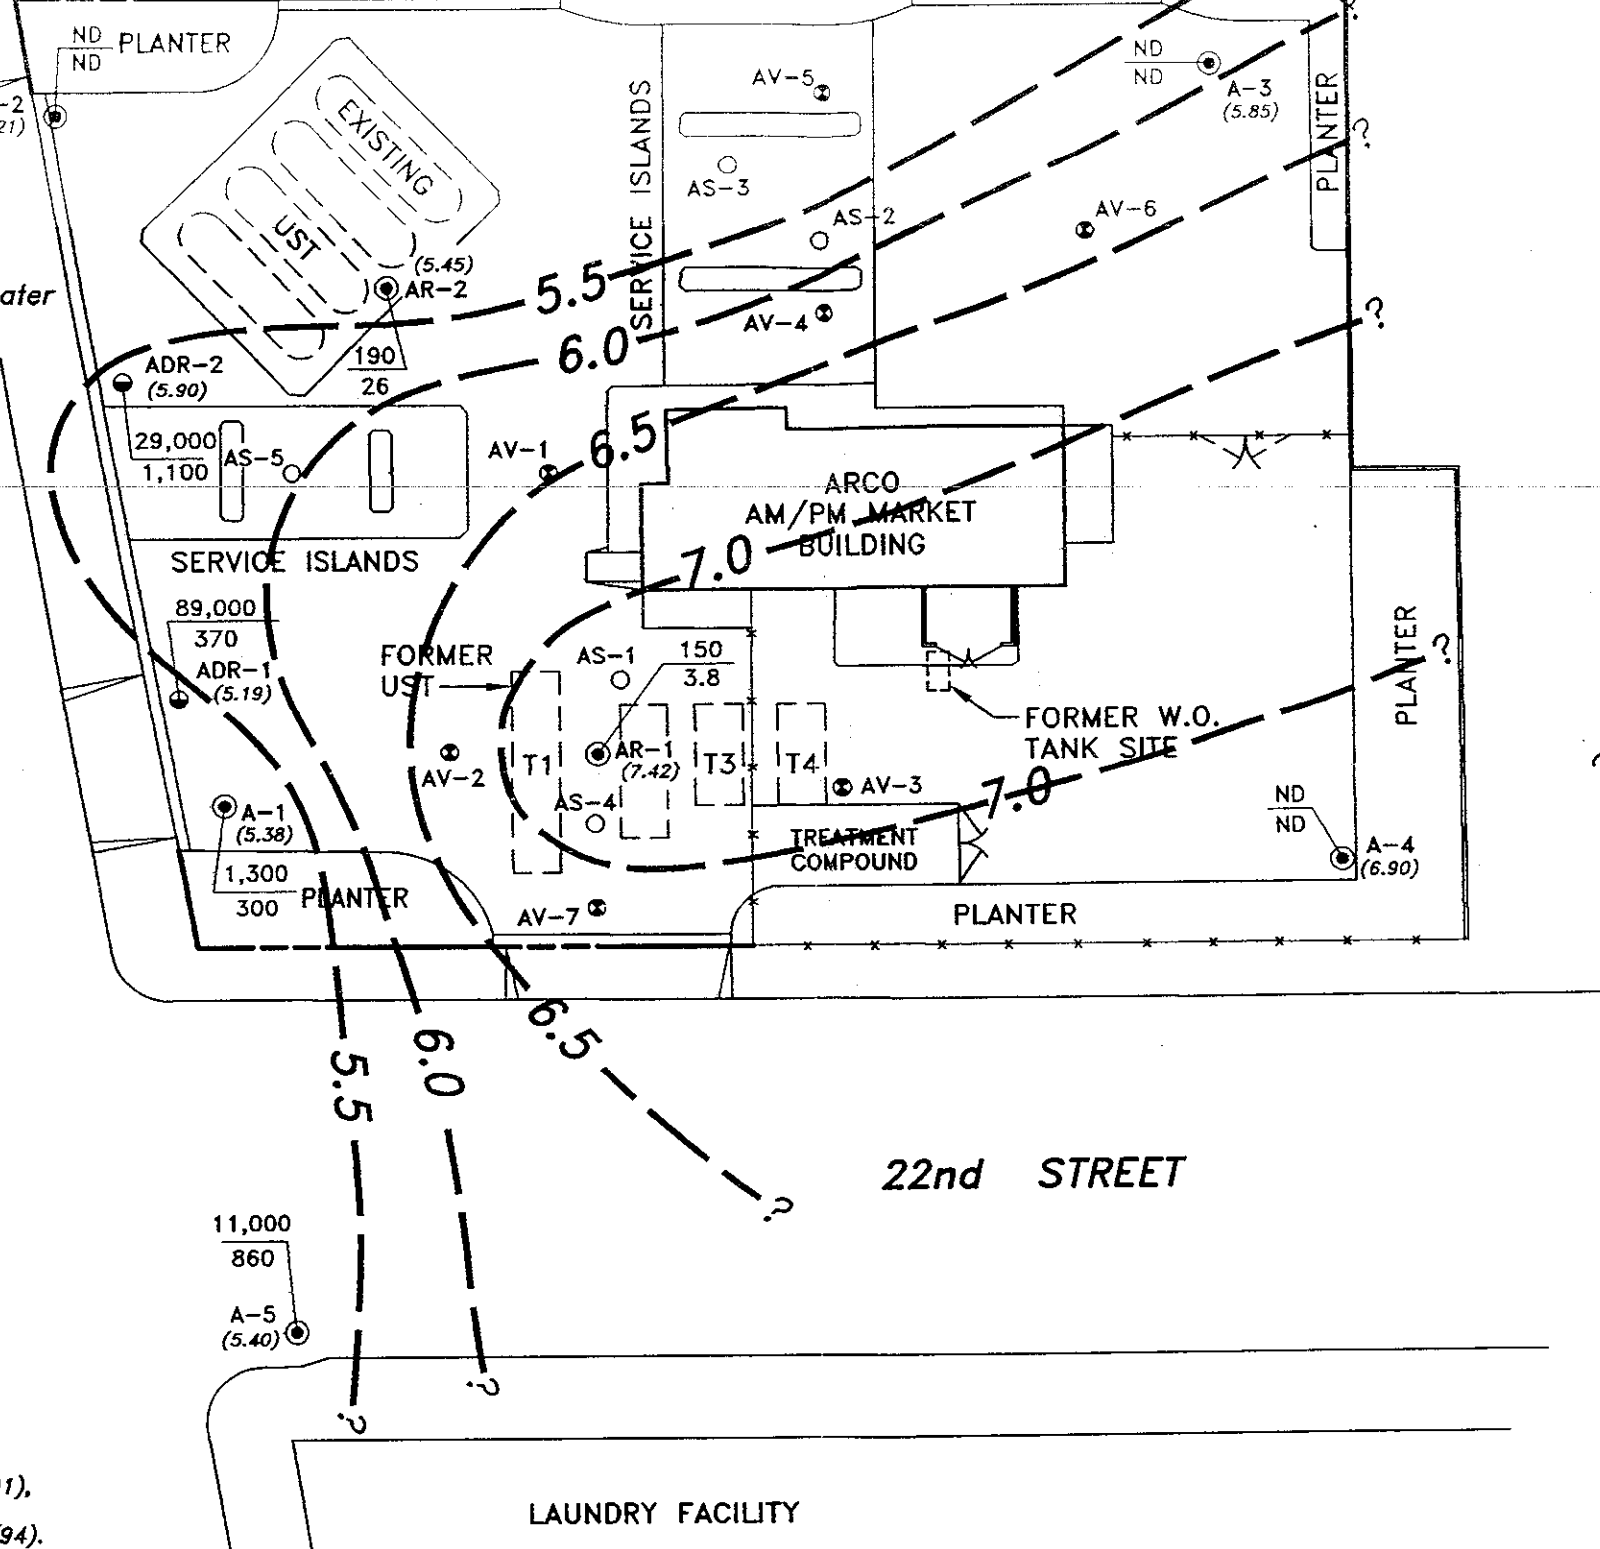 ND
ND
PLANTER
-2
21)
EXISTING
UST
(5.45)
AR-2
190
26
SERVICE ISLANDS
AV-5
AS-3
AS-2
AV-4
ND
ND
A-3
(5.85)
PLANTER
?
?
?
AV-6
ater
5.5
6.0
6.5
7.0
ADR-2
(5.90)
29,000
1,100
AS-5
AV-1
SERVICE ISLANDS
ARCO
AM/PM MARKET
BUILDING
89,000
370
ADR-1
(5.19)
FORMER
UST
AS-1
150
3.8
AR-1
(7.42)
T1
T3
T4
AV-2
AS-4
AV-3
FORMER W.O.
TANK SITE
7.0
?
PLANTER
A-1
(5.38)
1,300
300
PLANTER
TREATMENT
COMPOUND
ND
ND
A-4
(6.90)
AV-7
PLANTER
5.5
6.0
6.5
?
22nd STREET
11,000
860
A-5
(5.40)
?
?
LAUNDRY FACILITY
1),
94).